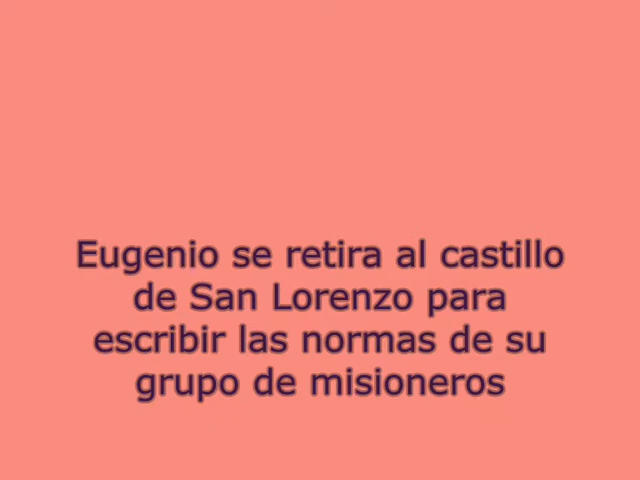 Eugenio se retira al castillo
de San Lorenzo para
escribir las normas de su
grupo de misioneros